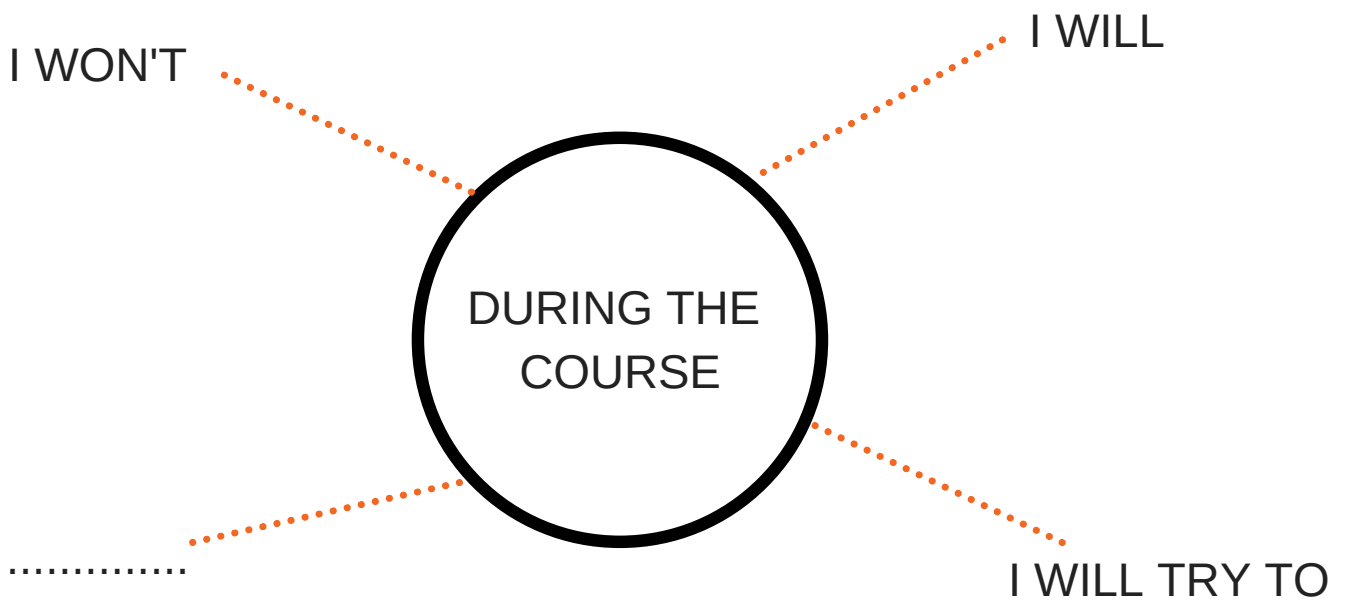 I WILL
I WON'T
DURING THE
COURSE
..............
I WILL TRY TO